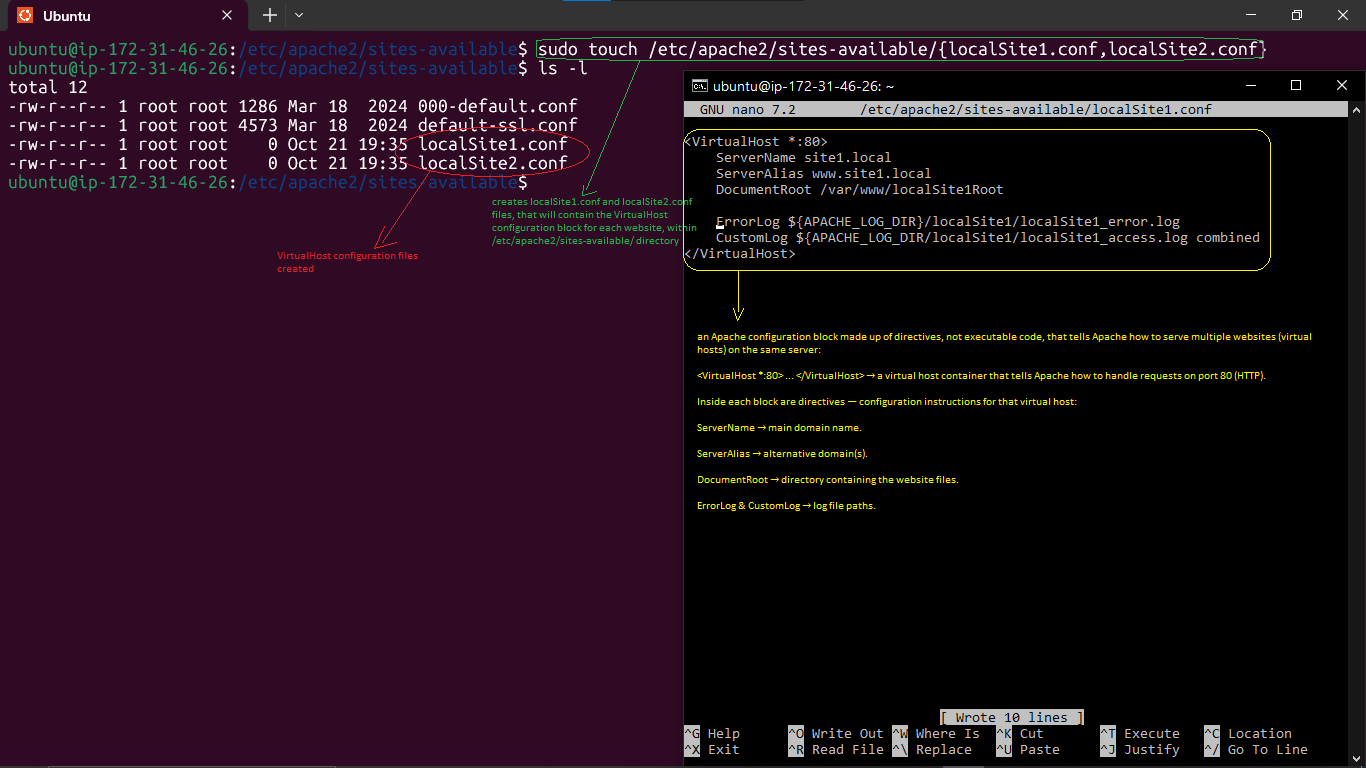 Ubuntu
ubuntu@ip-172-31-46-26:/etc/apache2/sites-available$ sudo touch /etc/apache2/sites-available/{localSite1.conf,localSite2.conf}
ubuntu@ip-172-31-46-26:/etc/apache2/sites-available$ ls -l
total 12
-rw-r--r-- 1 root root 1286 Mar 18  2024 000-default.conf
-rw-r--r-- 1 root root 4573 Mar 18  2024 default-ssl.conf
-rw-r--r-- 1 root root    0 Oct 21 19:35 localSite1.conf
-rw-r--r-- 1 root root    0 Oct 21 19:35 localSite2.conf
ubuntu@ip-172-31-46-26:/etc/apache2/sites-available$
creates localSite1.conf and localSite2.conf
files, that will contain the VirtualHost
configuration block for each website, within
/etc/apache2/sites-available/ directory
VirtualHost configuration files
created
ubuntu@ip-172-31-46-26: ~
GNU nano 7.2        /etc/apache2/sites-available/localSite1.conf
<VirtualHost *:80>
    ServerName site1.local
    ServerAlias www.site1.local
    DocumentRoot /var/www/localSite1Root
    ErrorLog ${APACHE_LOG_DIR}/localSite1/localSite1_error.log
    CustomLog ${APACHE_LOG_DIR/localSite1/localSite1_access.log combined
</VirtualHost>
an Apache configuration block made up of directives, not executable code, that tells Apache how to serve multiple websites (virtual
hosts) on the same server:
<VirtualHost *:80> ... </VirtualHost> → a virtual host container that tells Apache how to handle requests on port 80 (HTTP).
Inside each block are directives — configuration instructions for that virtual host:
ServerName → main domain name.
ServerAlias → alternative domain(s).
DocumentRoot → directory containing the website files.
ErrorLog & CustomLog → log file paths.
[ Wrote 10 lines ]
^G Help      ^O Write Out ^W Where Is  ^K Cut       ^T Execute   ^C Location
^X Exit      ^R Read File ^\ Replace   ^U Paste     ^J Justify   ^/ Go To Line